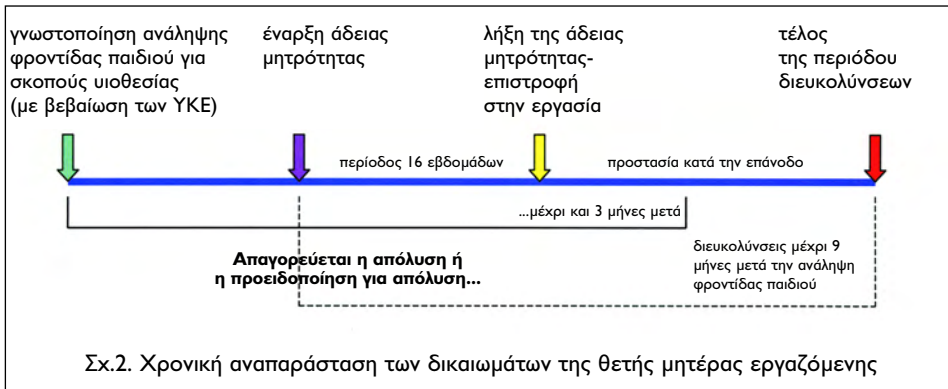 γνωστοποίηση ανάληψης
φροντίδας παιδιού για
σκοπούς υιοθεσίας
(με βεβαίωση των ΥΚΕ)
έναρξη άδειας
μητρότητας
λήξη της άδειας
μητρότητας-
επιστροφή
στην εργασία
τέλος
της περιόδου
διευκολύνσεων
περίοδος 16 εβδομάδων
προστασία κατά την επάνοδο
...μέχρι και 3 μήνες μετά
Απαγορεύεται η απόλυση ή
η προειδοποίηση για απόλυση...
διευκολύνσεις μέχρι 9
μήνες μετά την ανάληψη
φροντίδας παιδιού
Σχ.2. Χρονική αναπαράσταση των δικαιωμάτων της θετής μητέρας εργαζόμενης